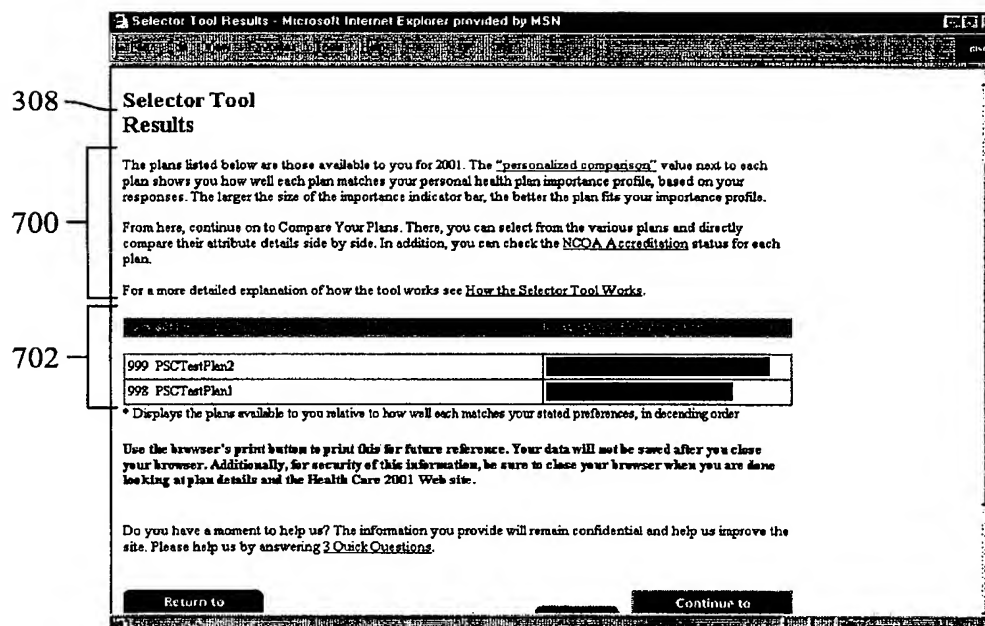 Selector Tool Results - Microsoft Internet Explorer provided by MSN
308
Selector Tool
Results
700
The plans listed below are those available to you for 2001. The "personalized comparison" value next to each
plan shows you how well each plan matches your personal health plan importance profile, based on your
responses. The larger the size of the importance indicator bar, the better the plan fits your importance profile.
From here, continue on to Compare Your Plans. There, you can select from the various plans and directly
compare their attribute details side by side. In addition, you can check the NCQA Accreditation status for each
plan.
For a more detailed explanation of how the tool works see How the Selector Tool Works.
702
999 PSCTestPlan2
998 PSCTestPlan1
* Displays the plans available to you relative to how well each matches your stated preferences, in decending order
Use the browser's print button to print this for future reference. Your data will not be saved after you close
your browser. Additionally, for security of this information, be sure to close your browser when you are done
looking at plan details and the Health Care 2001 Web site.
Do you have a moment to help us? The information you provide will remain confidential and help us improve the
site. Please help us by answering 3 Quick Questions.
Return to
Continue to